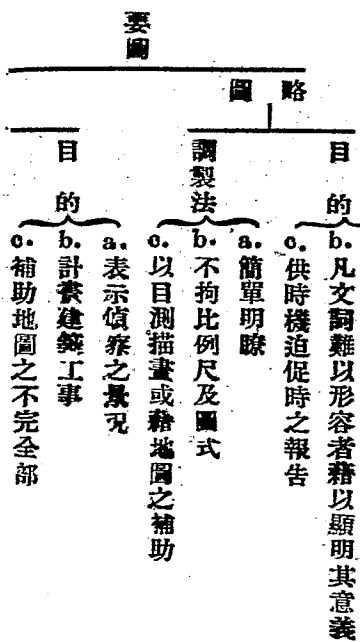 略圖
目的
b. 凡文詞難以形容者藉以顯明其意義
c. 供時機迫促時之報告
調製法
a. 簡單明瞭
b. 不拘比例尺及圖式
c. 以目測描畫或藉地圖之補助
要圖
目的
a. 表示偵察之景况
b. 計畫建築工事
c. 補助地圖之不完全部